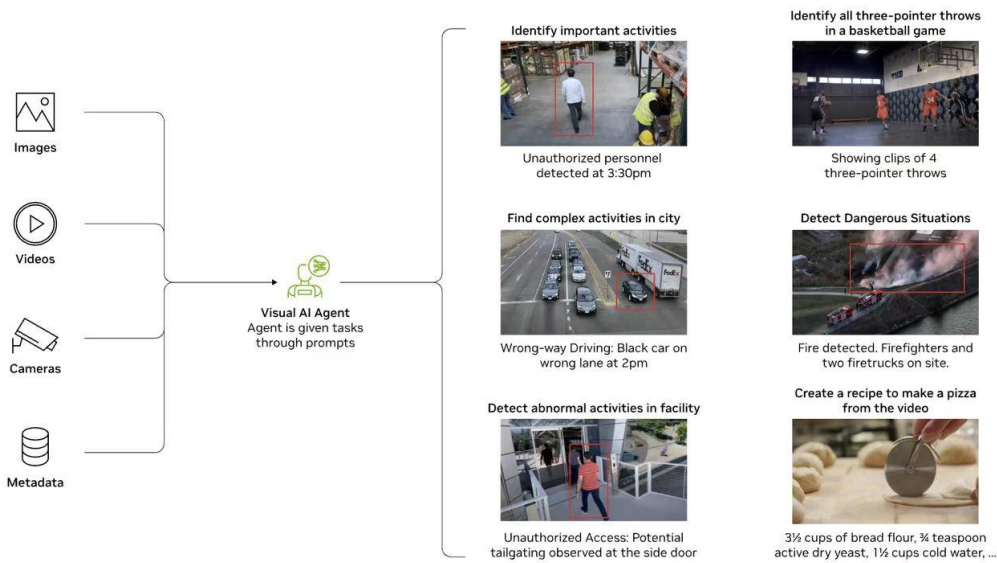 Images
Videos
Cameras
Metadata
Visual AI Agent
Agent is given tasks
through prompts
Identify important activities
Unauthorized personnel
detected at 3:30pm
Identify all three-pointer throws
in a basketball game
Showing clips of 4
three-pointer throws
Find complex activities in city
FedEx
Wrong-way Driving: Black car on
wrong lane at 2pm
Detect Dangerous Situations
Fire detected. Firefighters and
two firetrucks on site.
Detect abnormal activities in facility
Unauthorized Access: Potential
tailgating observed at the side door
Create a recipe to make a pizza
from the video
3½ cups of bread flour, ¾ teaspoon
active dry yeast, 1½ cups cold water, ...